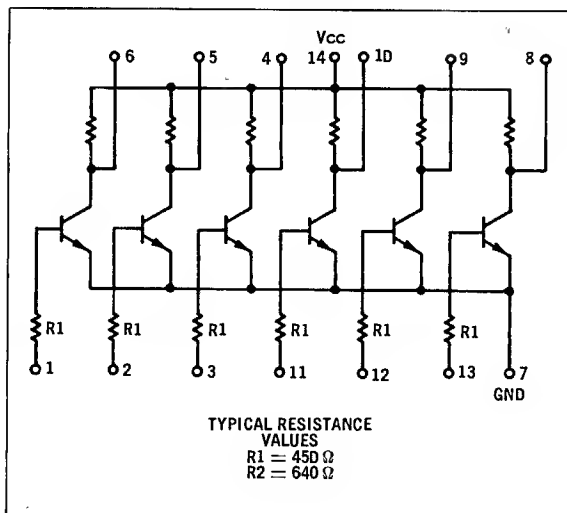 Vcc
6 5 4 14 1D 9 8
R1 R1 R1 R1 R1 R1
1 2 3 11 12 13 7
GND
TYPICAL RESISTANCE
VALUES
R1 = 45D Ω
R2 = 640 Ω